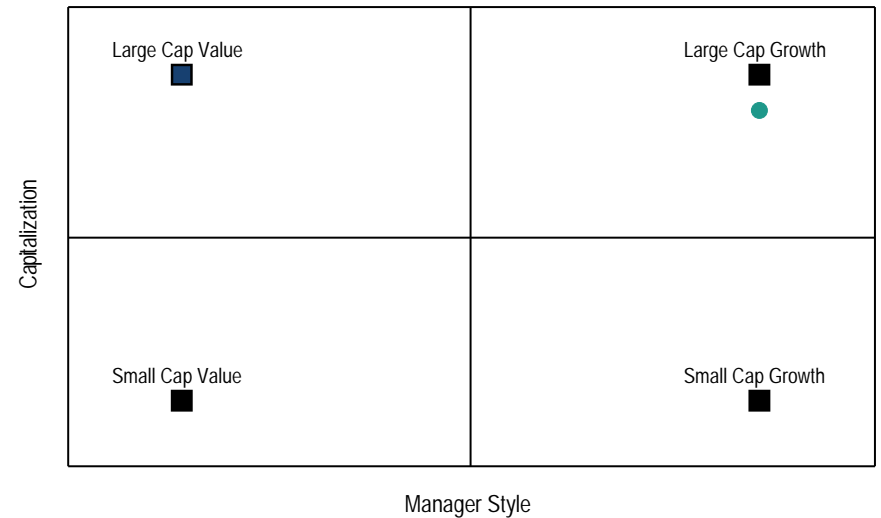 Large Cap Value
Large Cap Growth
Capitalization
Small Cap Value
Small Cap Growth
Manager Style